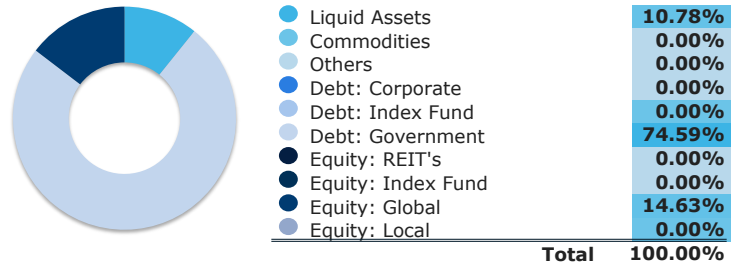 Liquid Assets 10.78%
Commodities 0.00%
Others 0.00%
Debt: Corporate 0.00%
Debt: Index Fund 0.00%
Debt: Government 74.59%
Equity: REIT's 0.00%
Equity: Index Fund 0.00%
Equity: Global 14.63%
Equity: Local 0.00%
Total 100.00%